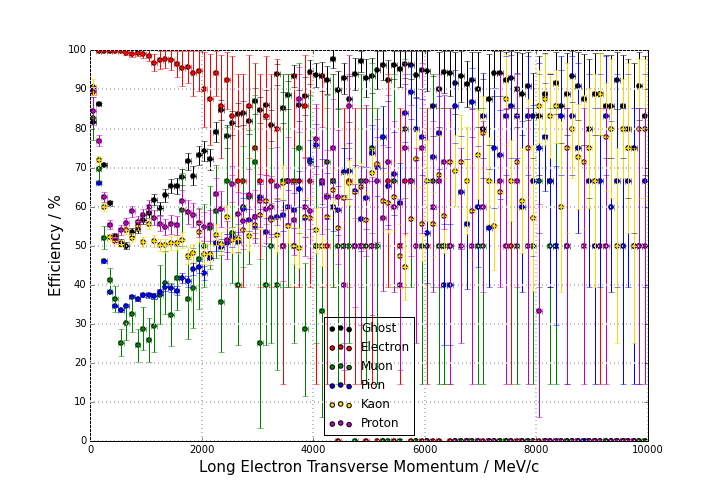 100
90
80
70
60
50
40
30
20
10
0
Efficiency / %
Ghost
Electron
Muon
Pion
Kaon
Proton
0 2000 4000 6000 8000 10000
Long Electron Transverse Momentum / MeV/c